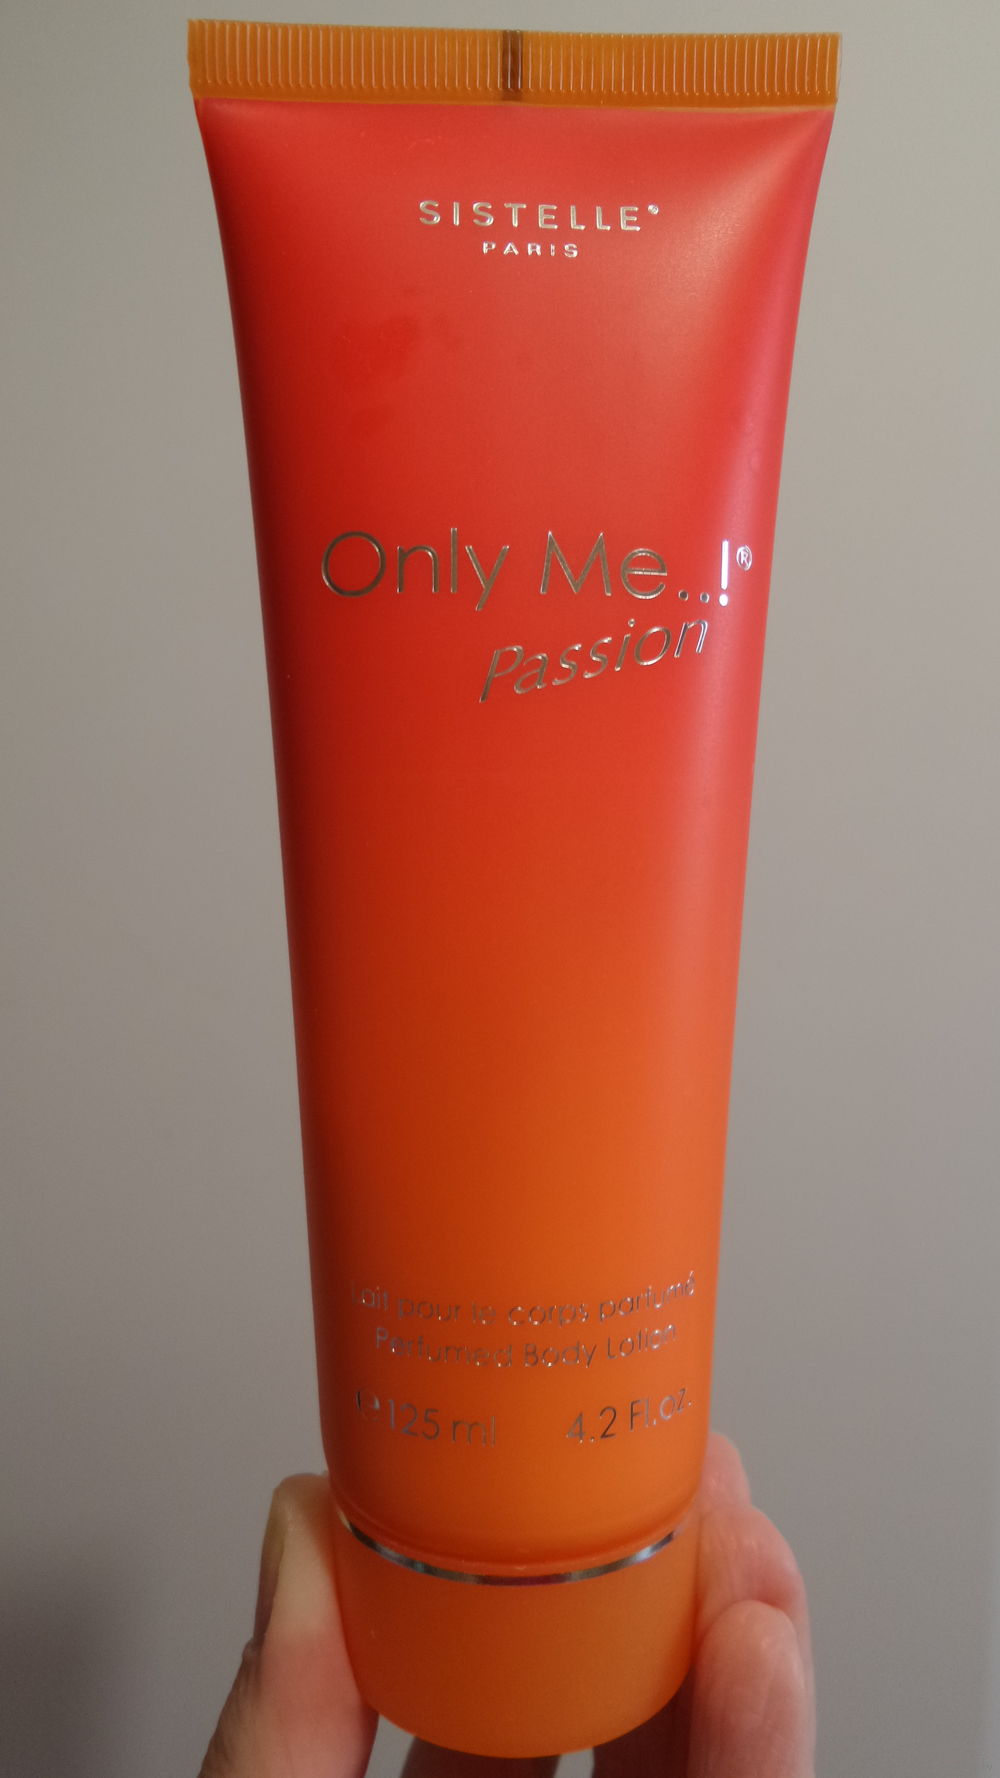 SISTELLE®
PARIS
Only Me..!®
Passion
Lait pour le corps parfumé
Perfumed Body Lotion
℮125 ml 4.2 Fl.oz.